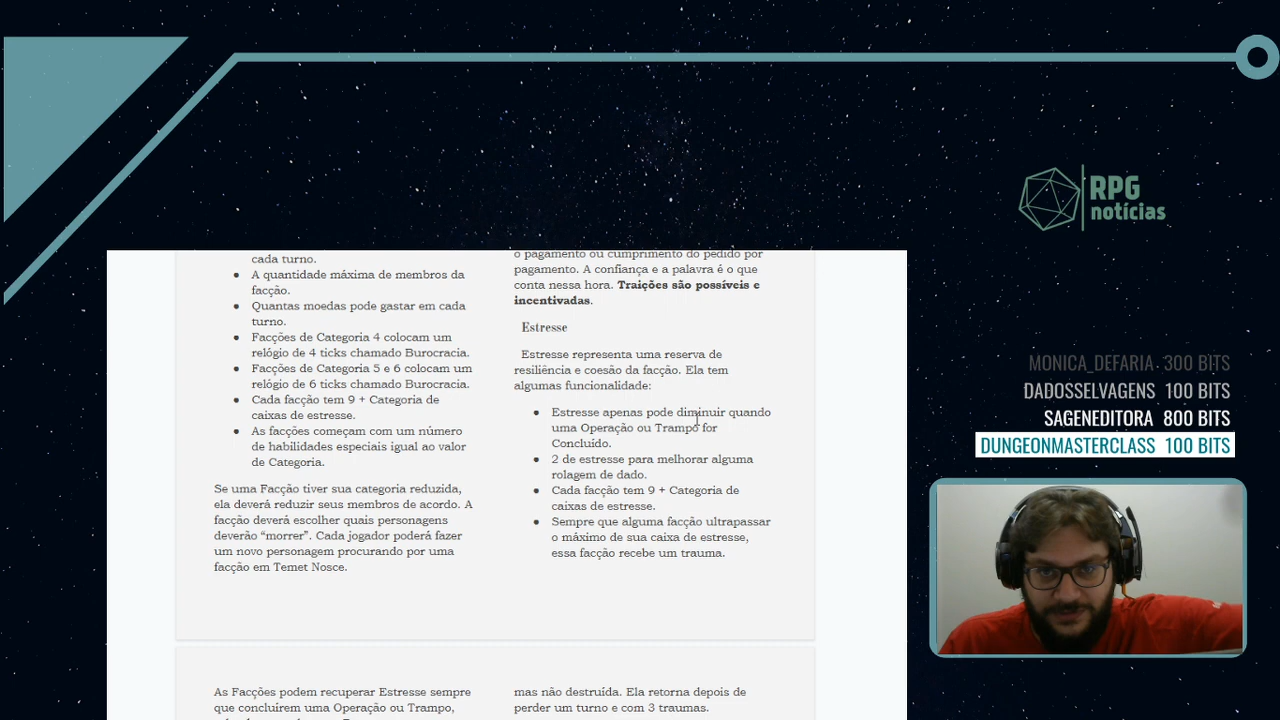 RPG
notícias
cada turno.
A quantidade máxima de membros da
facção.
Quantas moedas pode gastar em cada
turno.
Facções de Categoria 4 colocam um
relógio de 4 ticks chamado Burocracia.
Facções de Categoria 5 e 6 colocam um
relógio de 6 ticks chamado Burocracia.
Cada facção tem 9 + Categoria de
caixas de estresse.
As facções começam com um número
de habilidades especiais igual ao valor
de Categoria.
Se uma Facção tiver sua categoria reduzida,
ela deverá reduzir seus membros de acordo. A
facção deverá escolher quais personagens
deverão “morrer”. Cada jogador poderá fazer
um novo personagem procurando por uma
facção em Temet Nosce.
o pagamento ou cumprimento do pedido por
pagamento. A confiança e a palavra é o que
conta nessa hora. Traições são possíveis e
incentivadas.
Estresse
Estresse representa uma reserva de
resiliência e coesão da facção. Ela tem
algumas funcionalidade:
Estresse apenas pode diminuir quando
uma Operação ou Trampo for
Concluído.
2 de estresse para melhorar alguma
rolagem de dado.
Cada facção tem 9 + Categoria de
caixas de estresse.
Sempre que alguma facção ultrapassar
o máximo de sua caixa de estresse,
essa facção recebe um trauma.
As Facções podem recuperar Estresse sempre
que concluírem uma Operação ou Trampo,
mas não destruída. Ela retorna depois de
perder um turno e com 3 traumas.
MONICA_DEFARIA 300 BITS
DADOSSELVAGENS 100 BITS
SAGENEDITORA 800 BITS
DUNGEONMASTERCLASS 100 BITS